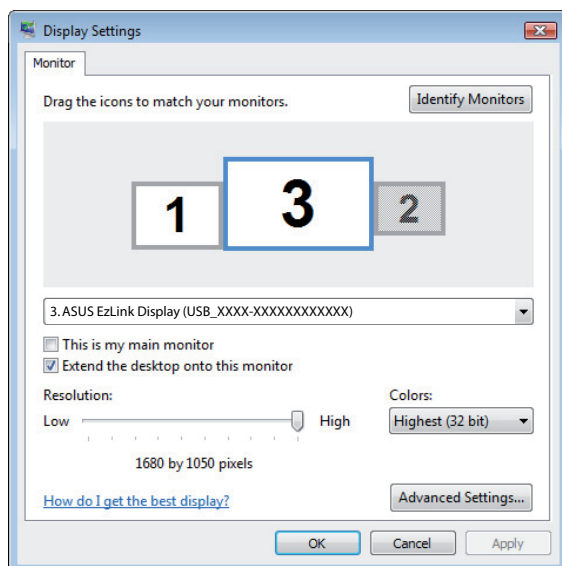 Display Settings
Monitor
Drag the icons to match your monitors.
Identify Monitors
1
3
2
3. ASUS EzLink Display (USB_XXXX-XXXXXXXXXXXX)
This is my main monitor
Extend the desktop onto this monitor
Resolution:
Colors:
Low
High
Highest (32 bit)
1680 by 1050 pixels
How do I get the best display?
Advanced Settings...
OK
Cancel
Apply